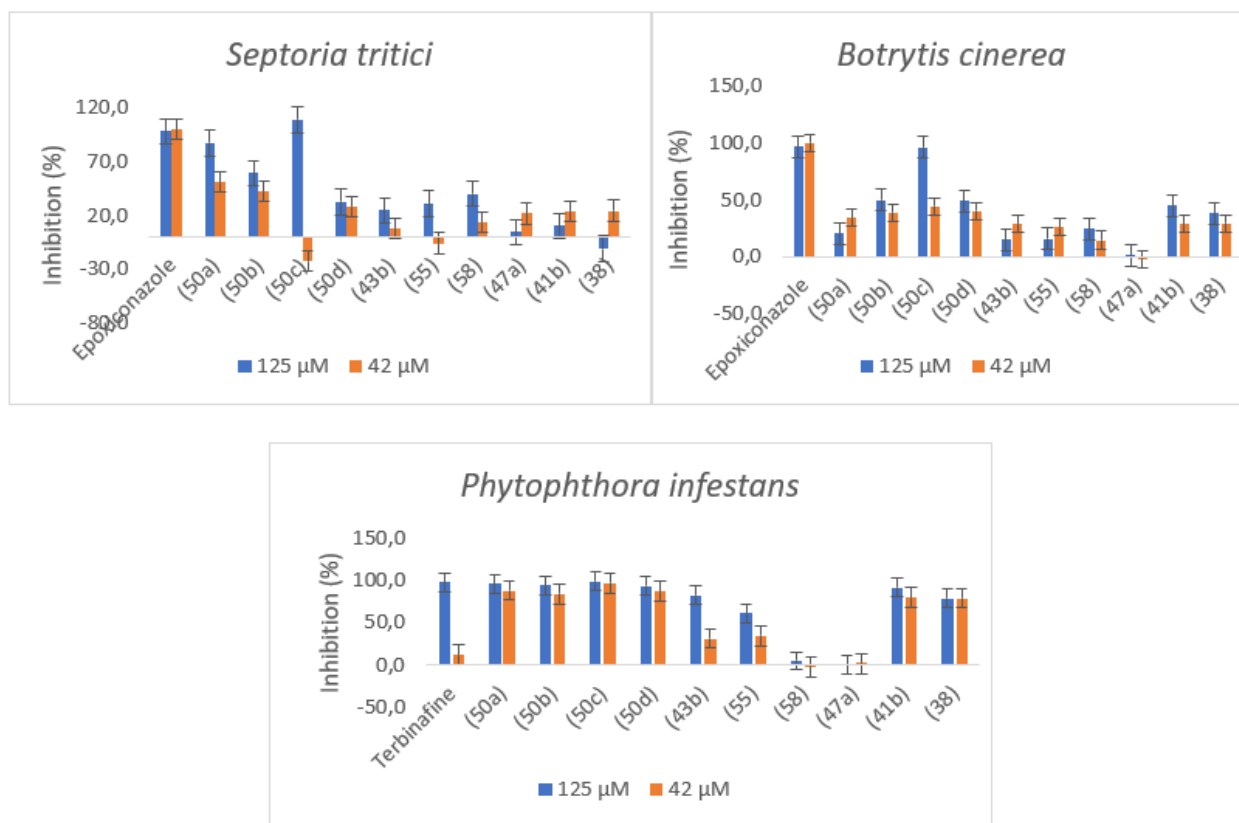 Septoria tritici
120,0
70,0
20,0
-30,0
-80,0
Inhibition (%)
Epoxiconazole
(50a)
(50b)
(50c)
(50d)
(43b)
(55)
(58)
(47a)
(41b)
(38)
125 µM 42 µM
Botrytis cinerea
150,0
100,0
50,0
0,0
-50,0
Inhibition (%)
Epoxiconazole
(50a)
(50b)
(50c)
(50d)
(43b)
(55)
(58)
(47a)
(41b)
(38)
125 µM 42 µM
Phytophthora infestans
150,0
100,0
50,0
0,0
-50,0
Inhibition (%)
Terbinafine
(50a)
(50b)
(50c)
(50d)
(43b)
(55)
(58)
(47a)
(41b)
(38)
125 µM 42 µM